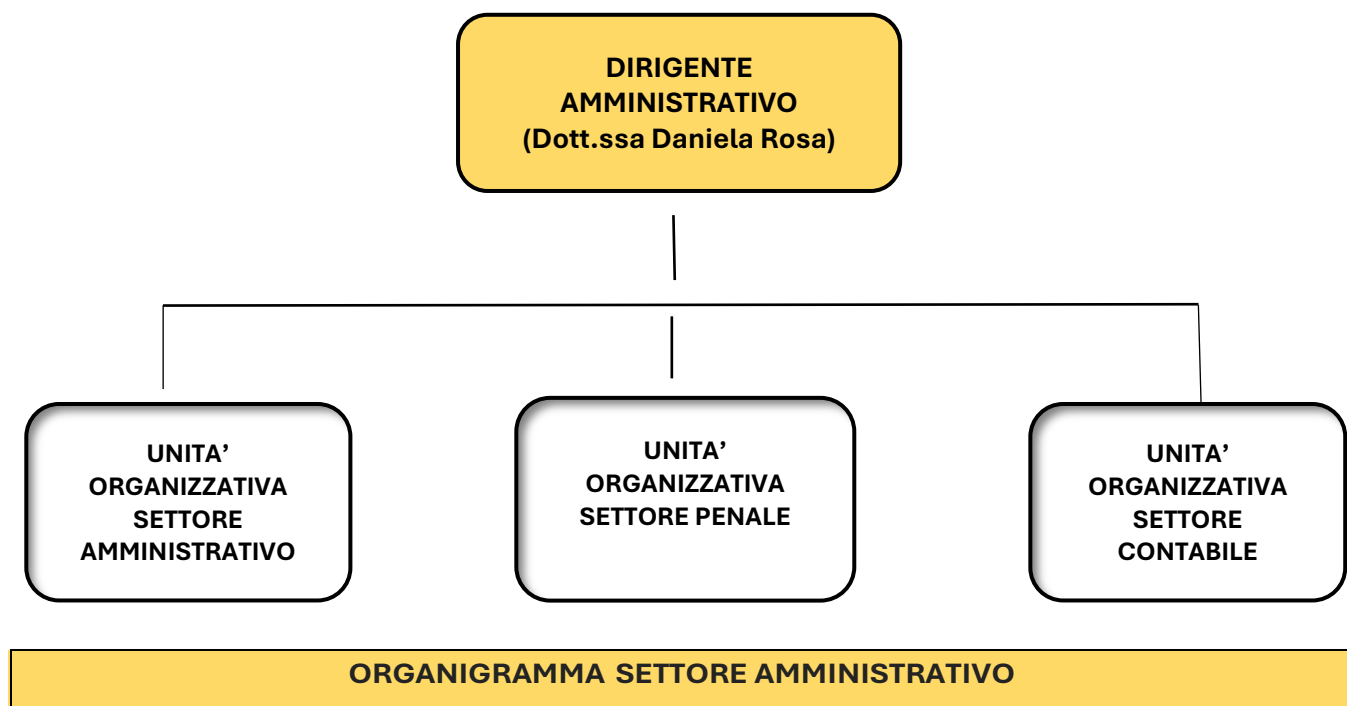 DIRIGENTE
AMMINISTRATIVO
(Dott.ssa Daniela Rosa)
UNITA’
ORGANIZZATIVA
SETTORE
AMMINISTRATIVO
UNITA’
ORGANIZZATIVA
SETTORE PENALE
UNITA’
ORGANIZZATIVA
SETTORE
CONTABILE
ORGANIGRAMMA SETTORE AMMINISTRATIVO